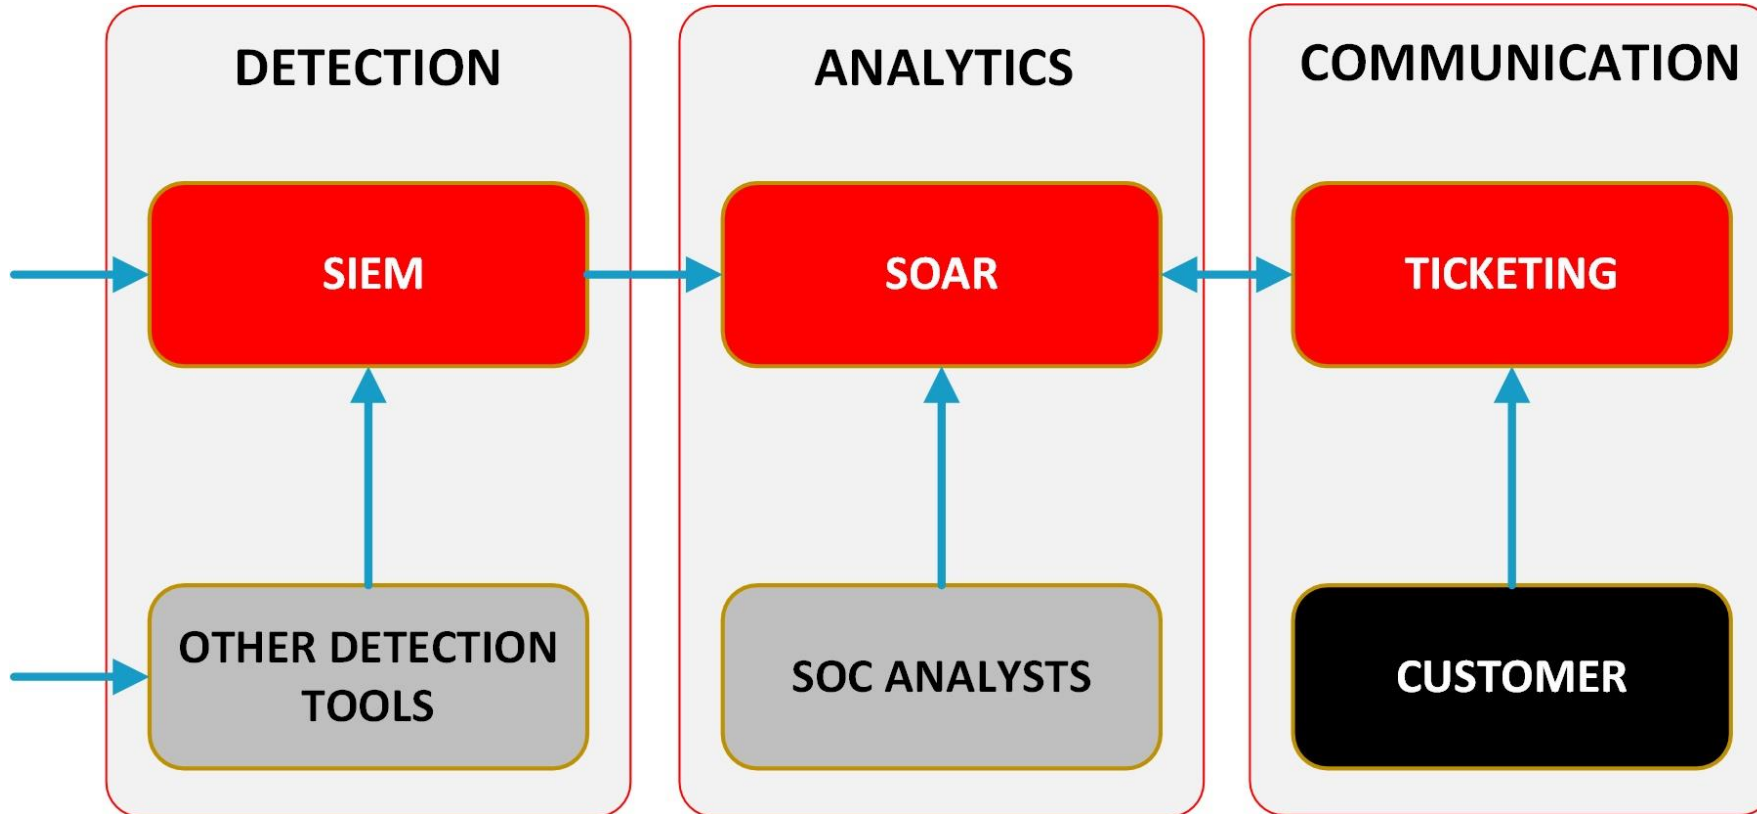 DETECTION
ANALYTICS
COMMUNICATION
SIEM
SOAR
TICKETING
OTHER DETECTION
TOOLS
SOC ANALYSTS
CUSTOMER